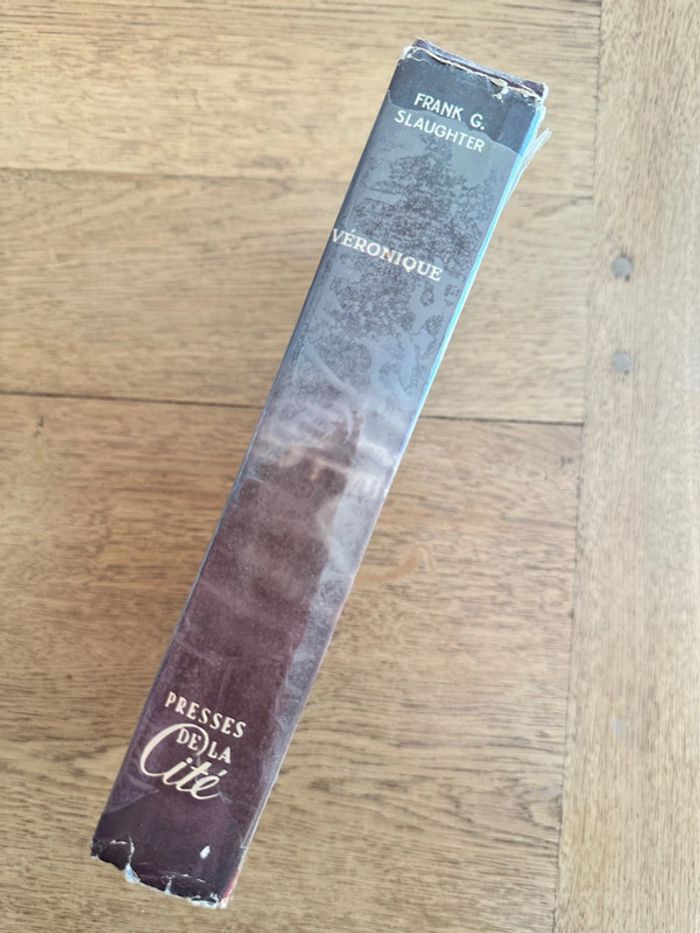 FRANK G.
SLAUGHTER
VÉRONIQUE
PRESSES
DE LA
Cité